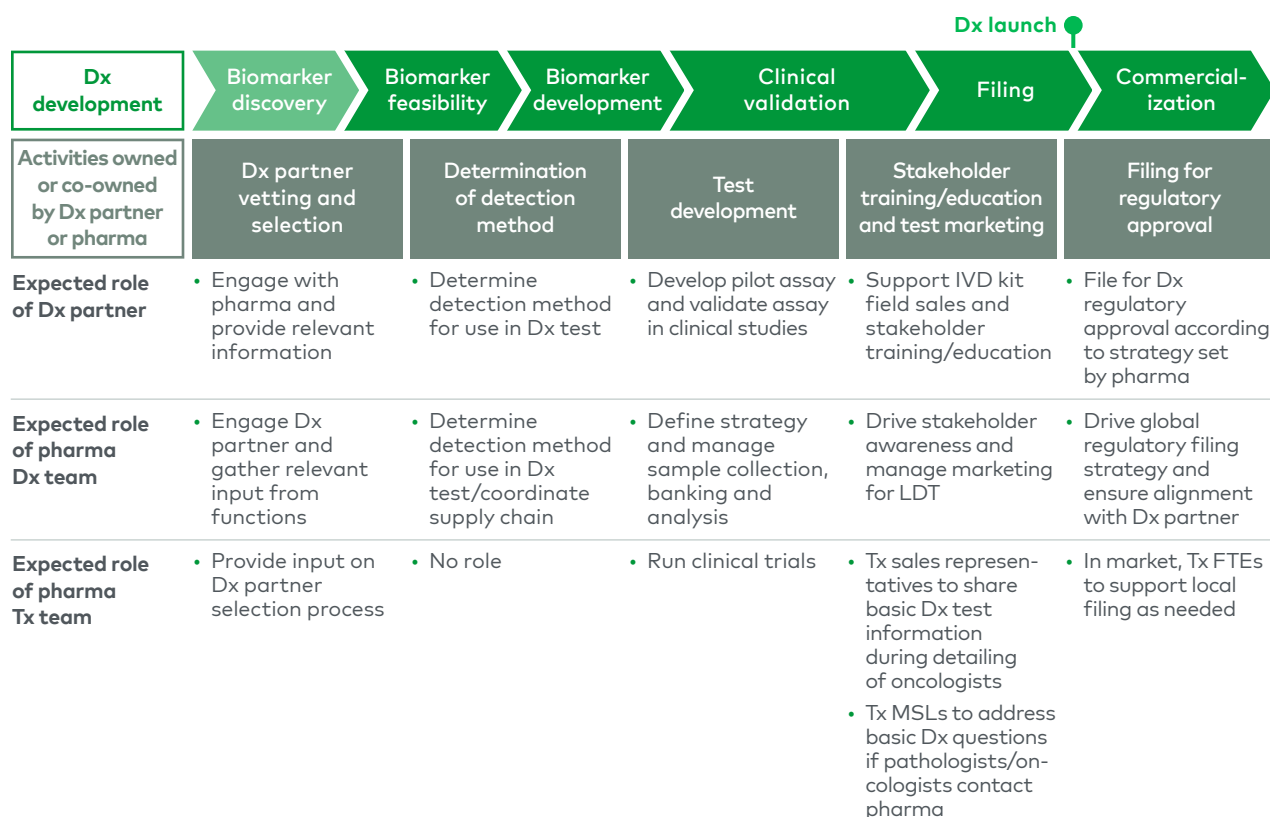 Dx launch
Dx
development
Biomarker
discovery
Biomarker
feasibility
Biomarker
development
Clinical
validation
Filing
Commercial-
ization
Activities owned
or co-owned
by Dx partner
or pharma
Dx partner
vetting and
selection
Determination
of detection
method
Test
development
Stakeholder
training/education
and test marketing
Filing for
regulatory
approval
Expected role
of Dx partner
• Engage with
pharma and
provide relevant
information
• Determine
detection method
for use in Dx test
• Develop pilot assay
and validate assay
in clinical studies
• Support IVD kit
field sales and
stakeholder
training/education
• File for Dx
regulatory
approval according
to strategy set
by pharma
Expected role
of pharma
Dx team
• Engage Dx
partner and
gather relevant
input from
functions
• Determine
detection method
for use in Dx
test/coordinate
supply chain
• Define strategy
and manage
sample collection,
banking and
analysis
• Drive stakeholder
awareness and
manage marketing
for LDT
• Drive global
regulatory filing
strategy and
ensure alignment
with Dx partner
Expected role
of pharma
Tx team
• Provide input on
Dx partner
selection process
• No role
• Run clinical trials
• Tx sales represen-
tatives to share
basic Dx test
information
during detailing
of oncologists
• Tx MSLs to address
basic Dx questions
if pathologists/on-
cologists contact
pharma
• In market, Tx FTEs
to support local
filing as needed